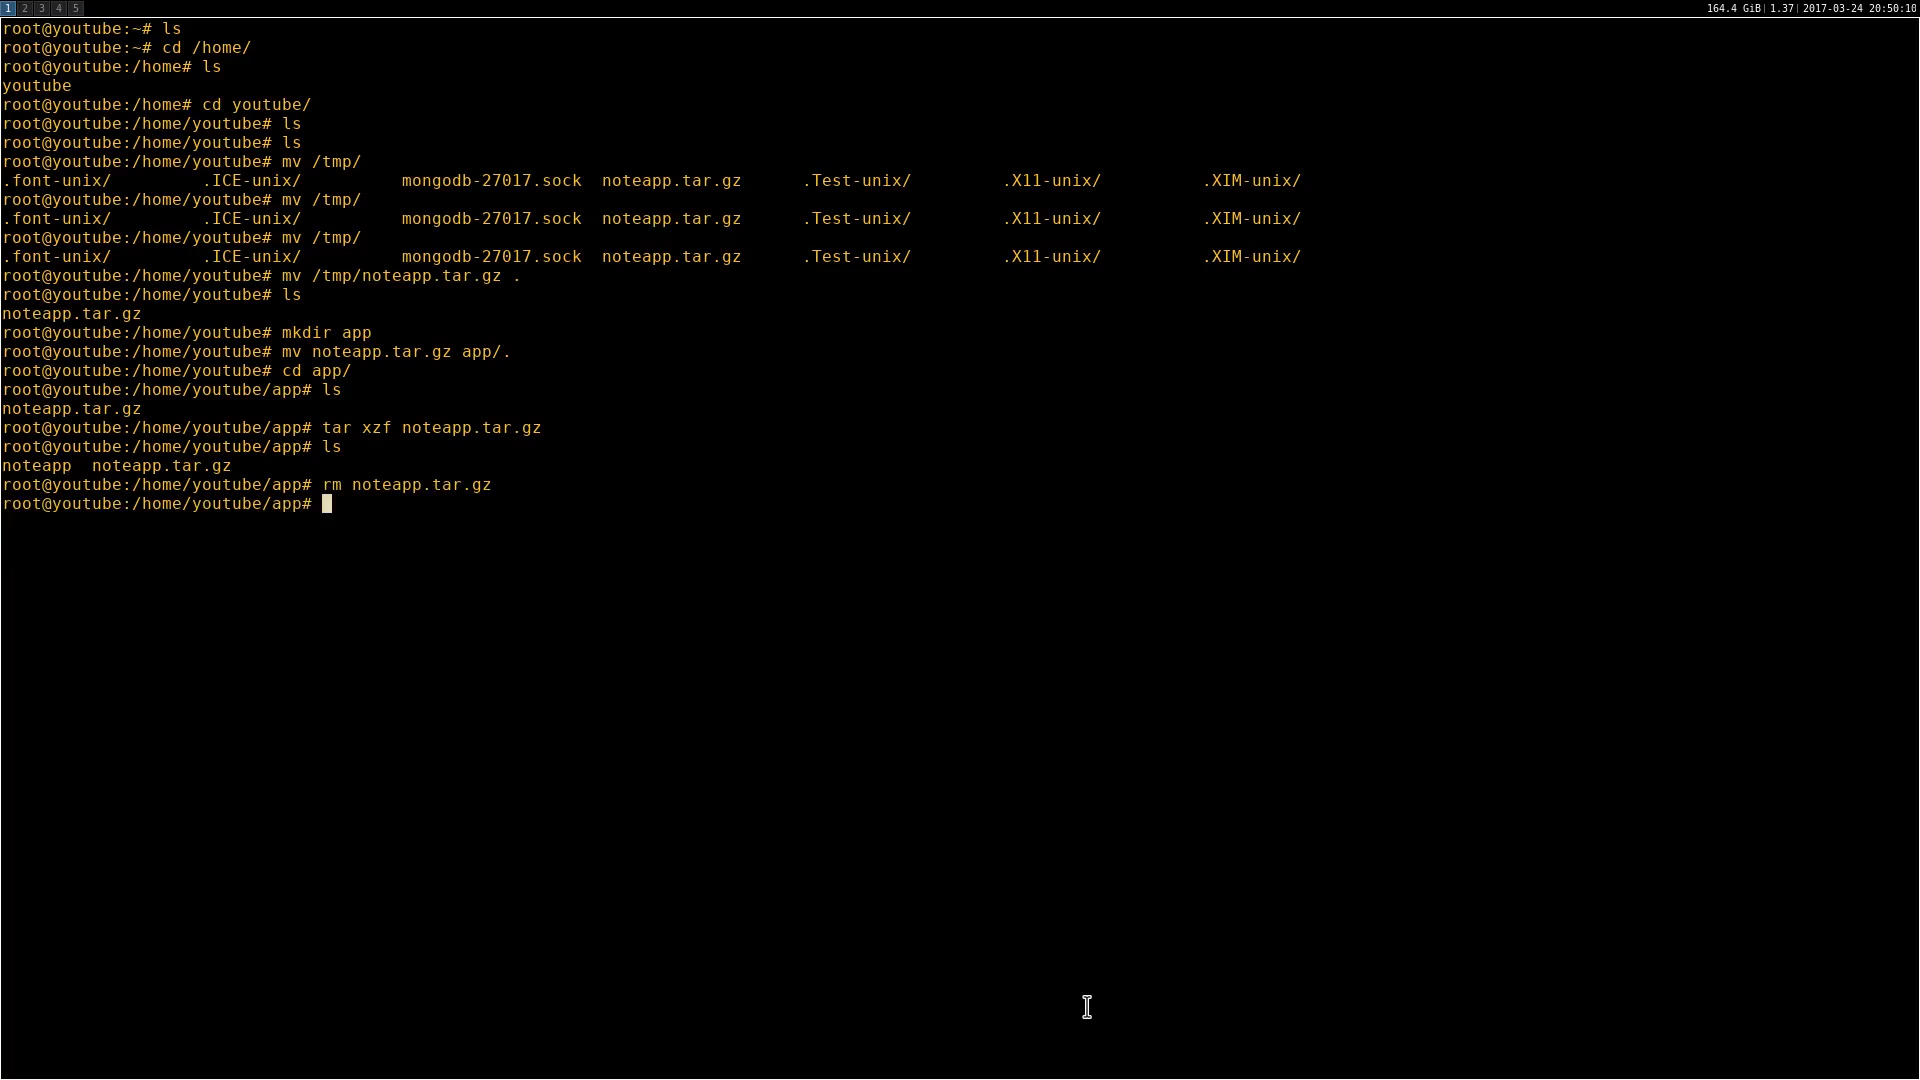 1 2 3 4 5 164.4 GiB| 1.37| 2017-03-24 20:50:10
root@youtube:~# ls
root@youtube:~# cd /home/
root@youtube:/home# ls
youtube
root@youtube:/home# cd youtube/
root@youtube:/home/youtube# ls
root@youtube:/home/youtube# ls
root@youtube:/home/youtube# mv /tmp/
.font-unix/ .ICE-unix/ mongodb-27017.sock noteapp.tar.gz .Test-unix/ .X11-unix/ .XIM-unix/
root@youtube:/home/youtube# mv /tmp/
.font-unix/ .ICE-unix/ mongodb-27017.sock noteapp.tar.gz .Test-unix/ .X11-unix/ .XIM-unix/
root@youtube:/home/youtube# mv /tmp/
.font-unix/ .ICE-unix/ mongodb-27017.sock noteapp.tar.gz .Test-unix/ .X11-unix/ .XIM-unix/
root@youtube:/home/youtube# mv /tmp/noteapp.tar.gz .
root@youtube:/home/youtube# ls
noteapp.tar.gz
root@youtube:/home/youtube# mkdir app
root@youtube:/home/youtube# mv noteapp.tar.gz app/.
root@youtube:/home/youtube# cd app/
root@youtube:/home/youtube/app# ls
noteapp.tar.gz
root@youtube:/home/youtube/app# tar xzf noteapp.tar.gz
root@youtube:/home/youtube/app# ls
noteapp noteapp.tar.gz
root@youtube:/home/youtube/app# rm noteapp.tar.gz
root@youtube:/home/youtube/app#